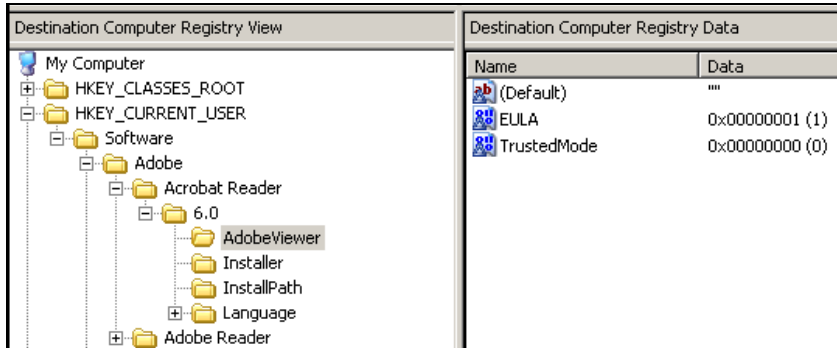 Destination Computer Registry View
My Computer
HKEY_CLASSES_ROOT
HKEY_CURRENT_USER
Software
Adobe
Acrobat Reader
6.0
AdobeViewer
Installer
InstallPath
Language
Adobe Reader
Destination Computer Registry Data
Name Data
(Default) ""
EULA 0x00000001 (1)
TrustedMode 0x00000000 (0)